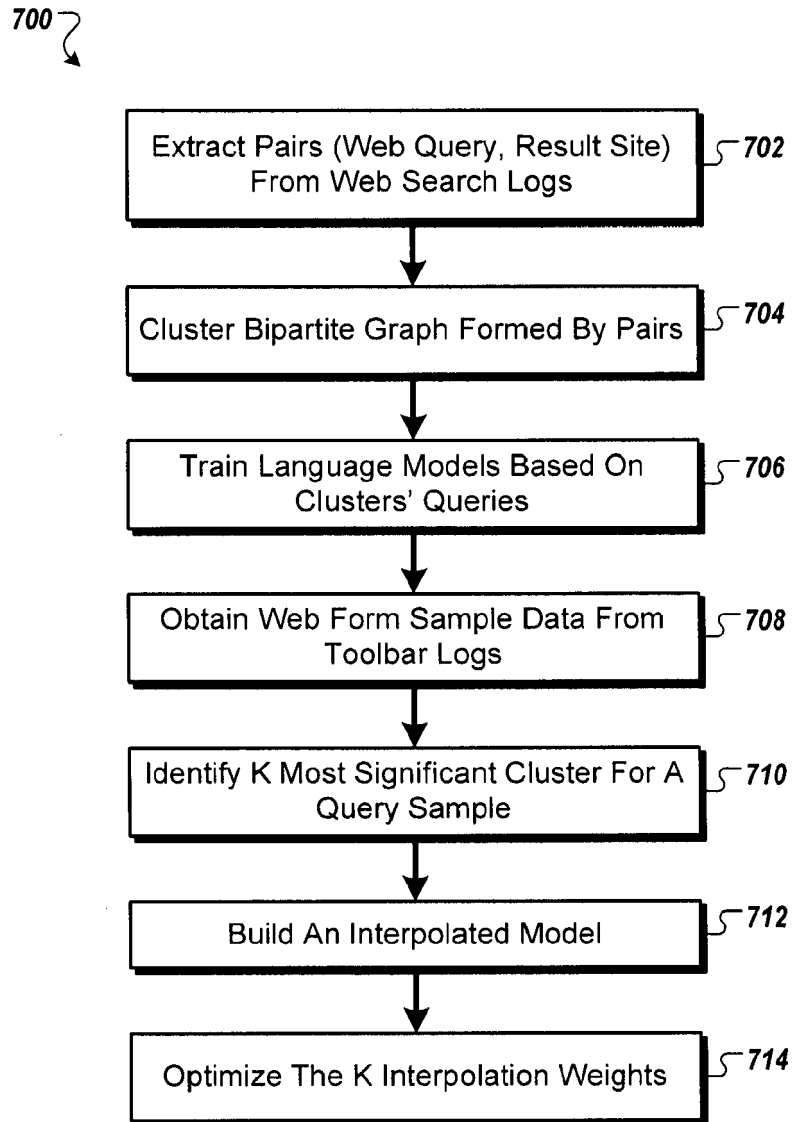 700
Extract Pairs (Web Query, Result Site)
From Web Search Logs
702
Cluster Bipartite Graph Formed By Pairs
704
Train Language Models Based On
Clusters' Queries
706
Obtain Web Form Sample Data From
Toolbar Logs
708
Identify K Most Significant Cluster For A
Query Sample
710
Build An Interpolated Model
712
Optimize The K Interpolation Weights
714